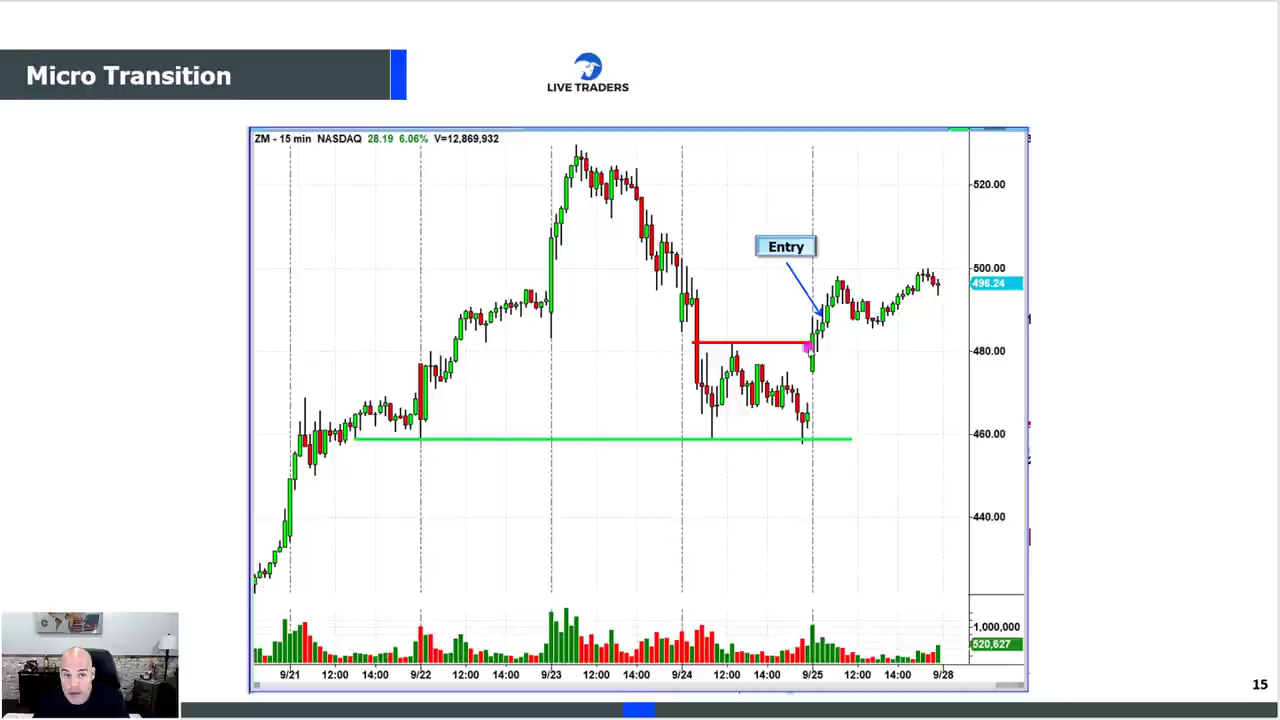 Micro Transition
LIVE TRADERS
ZM - 15 min NASDAQ 28.19 6.06% V=12,869,932
520.00
Entry
500.00
496.24
480.00
460.00
440.00
1,000,000
520,627
9/21 12:00 14:00 9/22 12:00 14:00 9/23 12:00 14:00 9/24 12:00 14:00 9/25 12:00 14:00 9/28
15